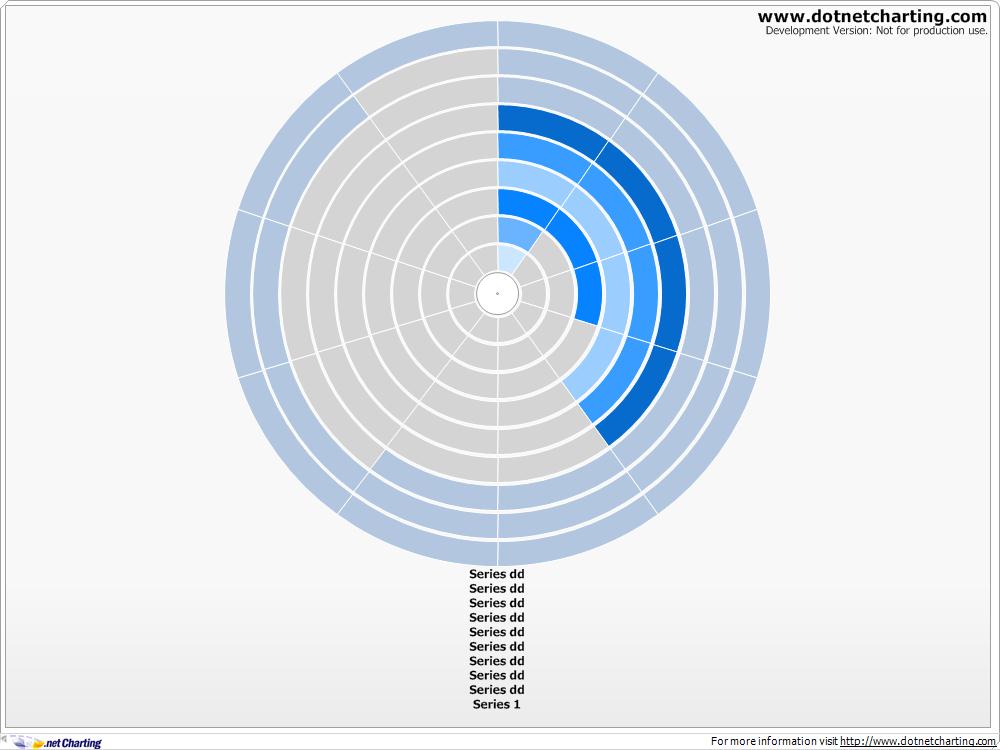 www.dotnetcharting.com
Development Version: Not for production use.
Series dd
Series dd
Series dd
Series dd
Series dd
Series dd
Series dd
Series dd
Series dd
Series 1
.net Charting
For more information visit http://www.dotnetcharting.com